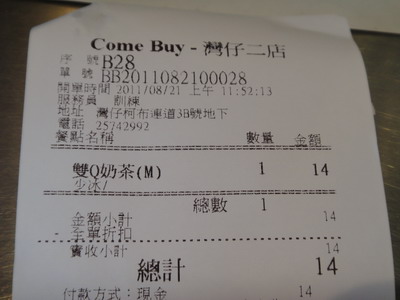 Come Buy - 灣仔二店
序 號 B28
單 號 BB2011082100028
開單時間 2011/08/21 上午 11:52:13
服務員 訓練
地址 灣仔柯布連道3B號地下
電話 25742992
餐點名稱 數量 金額
雙Q奶茶(M) 1 14
少冰/
總數 1
金額小計 14
- 全單折扣
實收小計 14
總計 14
付款方式：現金 14